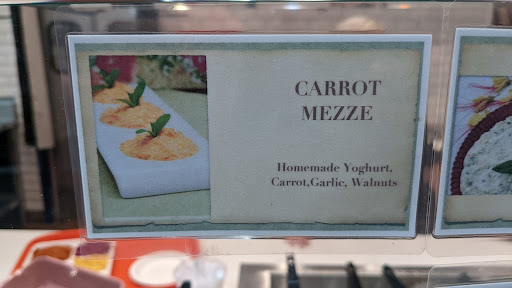 CARROT
MEZZE
Homemade Yoghurt,
Carrot,Garlic, Walnuts